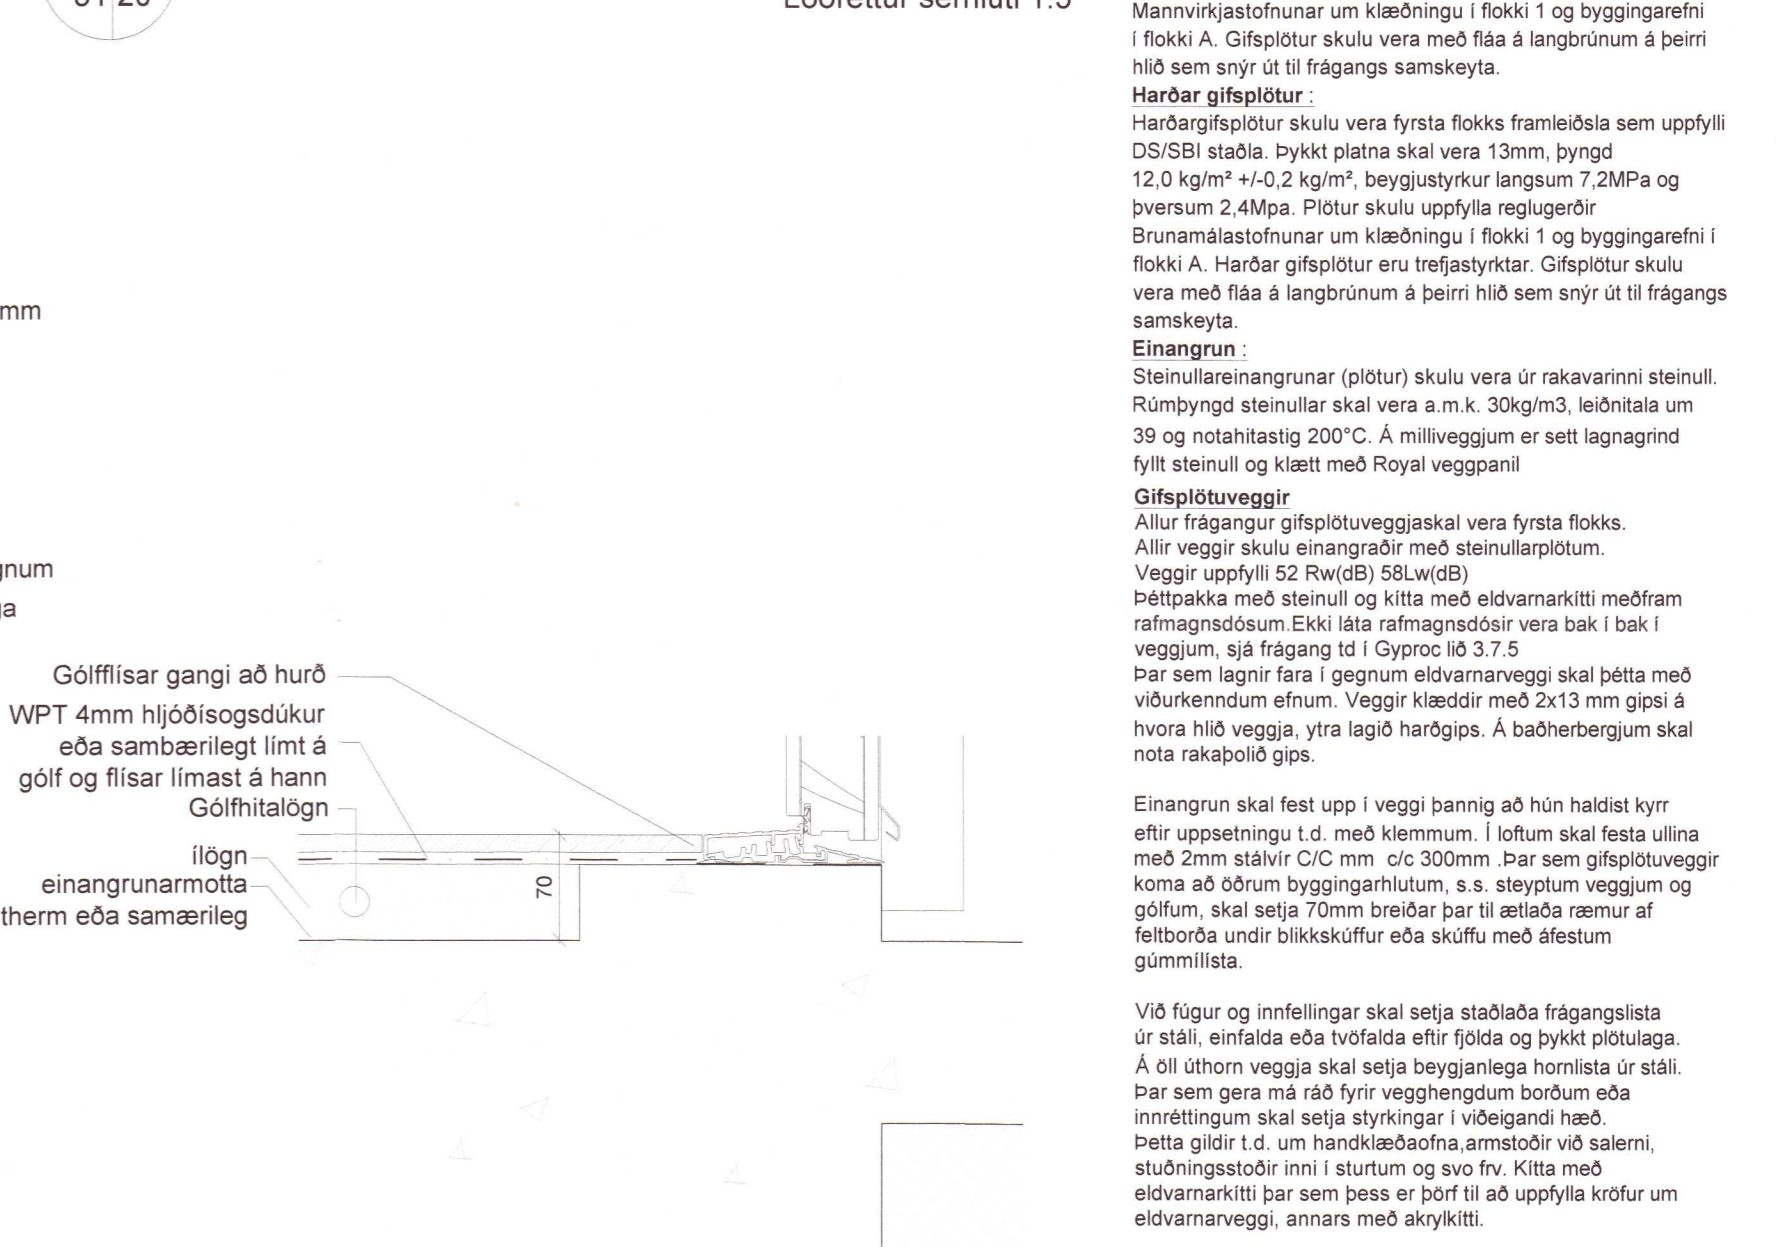 51 20
Lóðréttur sérhluti 1:5
mm
gnum
ga
Gólfflísar gangi að hurð
WPT 4mm hljóðísogsdúkur
eða sambærilegt límt á
gólf og flísar límast á hann
Gólfhitalögn
ílögn
einangrunarmotta
therm eða samærileg
70
Mannvirkjastofnunar um klæðningu í flokki 1 og byggingarefni
í flokki A. Gifsplötur skulu vera með fláa á langbrúnum á þeirri
hlið sem snýr út til frágangs samskeyta.
Harðar gifsplötur :
Harðargifsplötur skulu vera fyrsta flokks framleiðsla sem uppfylli
DS/SBI staðla. Þykkt platna skal vera 13mm, þyngd
12,0 kg/m² +/-0,2 kg/m², beygjustyrkur langsum 7,2MPa og
þversum 2,4Mpa. Plötur skulu uppfylla reglugerðir
Brunamálastofnunar um klæðningu í flokki 1 og byggingarefni í
flokki A. Harðar gifsplötur eru trefjastyrktar. Gifsplötur skulu
vera með fláa á langbrúnum á þeirri hlið sem snýr út til frágangs
samskeyta.
Einangrun :
Steinullareinangrunar (plötur) skulu vera úr rakavarinni steinull.
Rúmþyngd steinullar skal vera a.m.k. 30kg/m3, leiðnitala um
39 og notahitastig 200°C. Á milliveggjum er sett lagnagrind
fyllt steinull og klætt með Royal veggpanil
Gifsplötuveggir
Allur frágangur gifsplötuveggjaskal vera fyrsta flokks.
Allir veggir skulu einangraðir með steinullarplötum.
Veggir uppfylli 52 Rw(dB) 58Lw(dB)
Þéttpakka með steinull og kítta með eldvarnarkítti meðfram
rafmagnsdósum.Ekki láta rafmagnsdósir vera bak í bak í
veggjum, sjá frágang td í Gyproc lið 3.7.5
Þar sem lagnir fara í gegnum eldvarnarveggi skal þétta með
viðurkenndum efnum. Veggir klæddir með 2x13 mm gipsi á
hvora hlið veggja, ytra lagið harðgips. Á baðherbergjum skal
nota rakaþolið gips.
Einangrun skal fest upp í veggi þannig að hún haldist kyrr
eftir uppsetningu t.d. með klemmum. Í loftum skal festa ullina
með 2mm stálvír C/C mm  c/c 300mm .Þar sem gifsplötuveggir
koma að öðrum byggingarhlutum, s.s. steyptum veggjum og
gólfum, skal setja 70mm breiðar þar til ætlaða ræmur af
feltborða undir blikkskúffur eða skúffu með áfestum
gúmmílísta.
Við fúgur og innfellingar skal setja staðlaða frágangslista
úr stáli, einfalda eða tvöfalda eftir fjölda og þykkt plötulaga.
Á öll úthorn veggja skal setja beygjanlega hornlista úr stáli.
Þar sem gera má ráð fyrir vegghengdum borðum eða
innréttingum skal setja styrkingar í viðeigandi hæð.
Þetta gildir t.d. um handklæðaofna,armstoðir við salerni,
stuðningsstoðir inni í sturtum og svo frv. Kítta með
eldvarnarkítti þar sem þess er þörf til að uppfylla kröfur um
eldvarnarveggi, annars með akrylkítti.